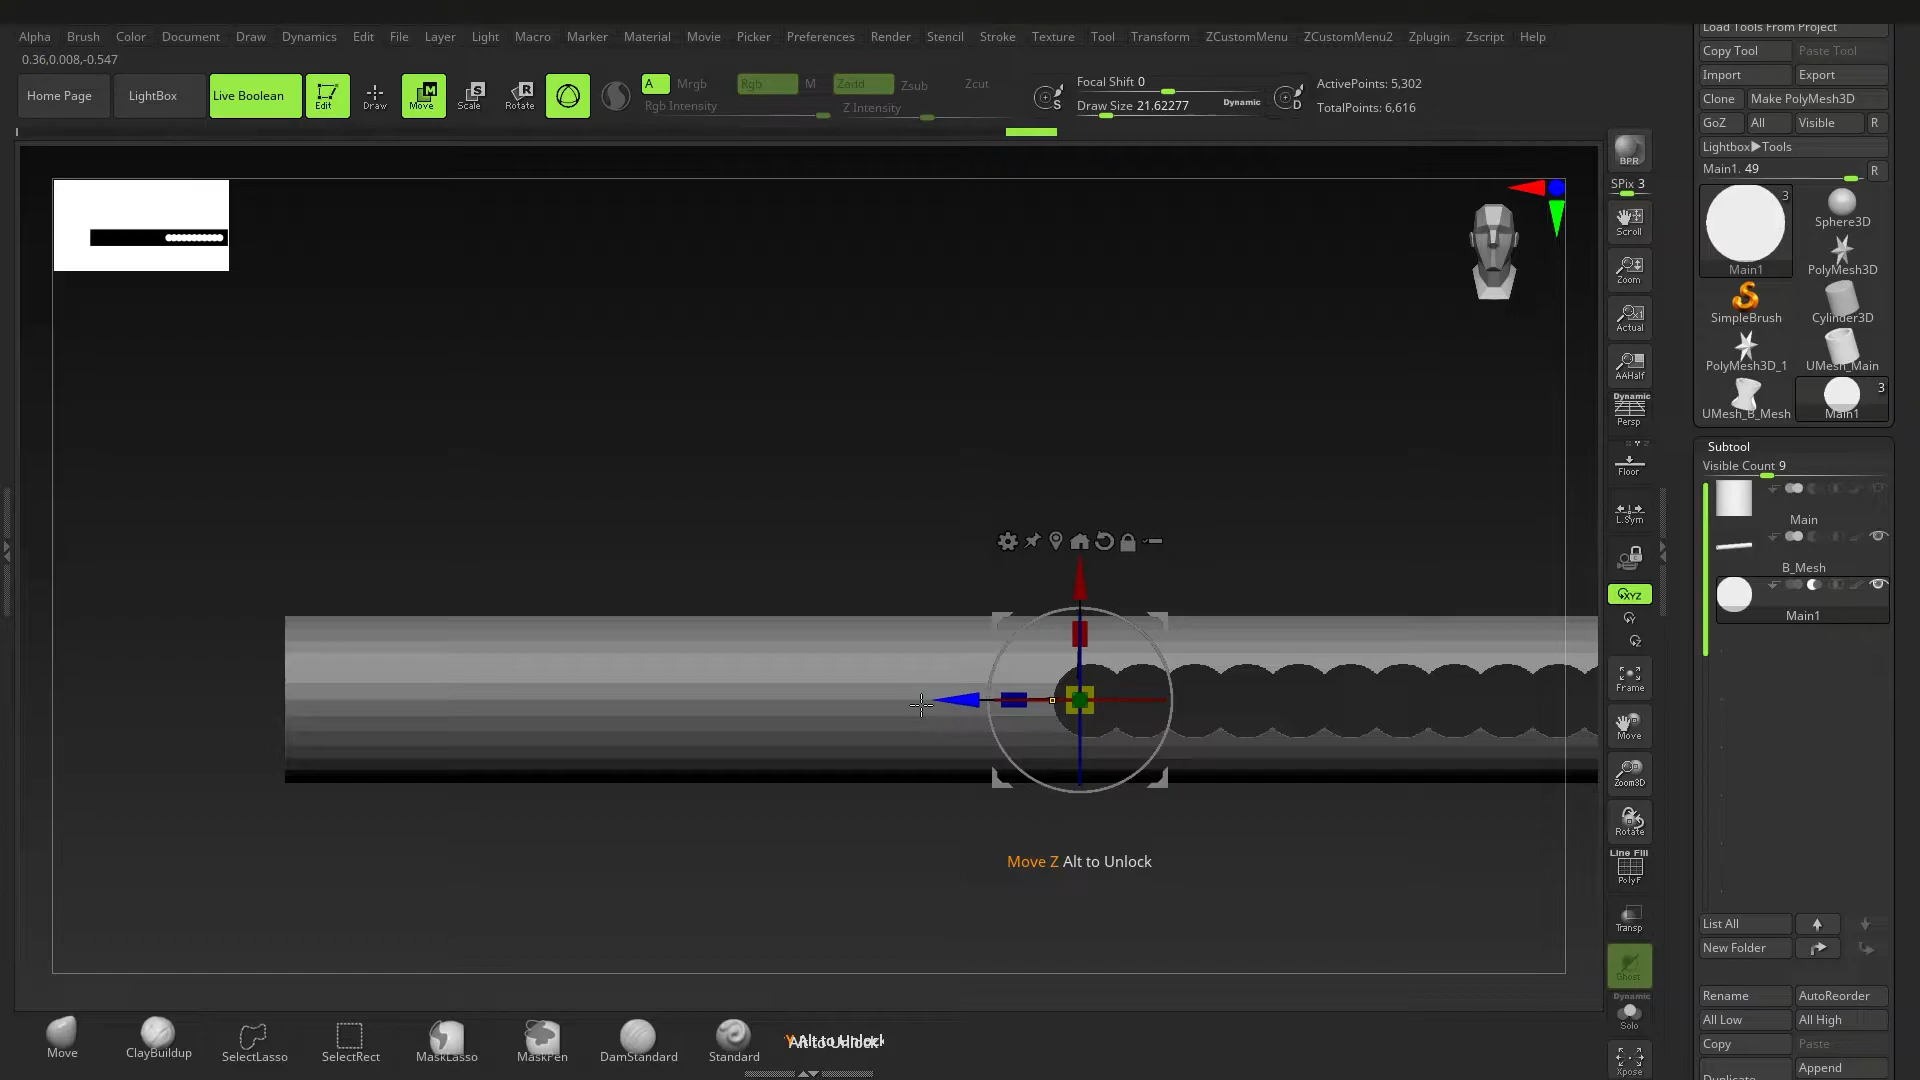 Alpha Brush Color Document Draw Dynamics Edit File Layer Light Macro Marker Material Movie Picker Preferences Render Stencil Stroke Texture Tool Transform ZCustomMenu ZCustomMenu2 Zplugin Zscript Help
0.36,0.008,-0.547
Home Page LightBox Live Boolean Edit Draw Move Scale Rotate
A Mrgb Rgb M Zadd Zsub Zcut
Rgb Intensity Z Intensity
S Focal Shift 0
Draw Size 21.62277 Dynamic D
ActivePoints: 5,302
TotalPoints: 6,616
Move Z Alt to Unlock
Move ClayBuildup SelectLasso SelectRect MaskLasso MaskPen DamStandard Standard
Alt to Unlock
BPR
SPix 3
Scroll
Zoom
Actual
AAHalf
Dynamic
Persp
Floor
L.Sym
XYZ
Frame
Move
Zoom3D
Rotate
Line Fill
PolyF
Transp
Ghost
Dynamic
Solo
Xpose
Load Tools From Project
Copy Tool Paste Tool
Import Export
Clone Make PolyMesh3D
GoZ All Visible R
Lightbox▶Tools
Main1. 49 R
3
Main1 Sphere3D
PolyMesh3D
SimpleBrush Cylinder3D
PolyMesh3D_1 UMesh_Main
3
UMesh_B_Mesh Main1
Subtool
Visible Count 9
Main
B_Mesh
Main1
List All
New Folder
Rename AutoReorder
All Low All High
Copy Paste
Duplicate Append